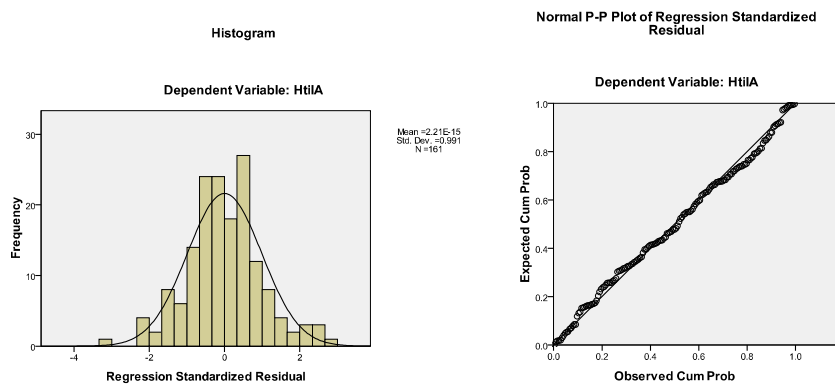 Histogram
Dependent Variable: HtilA
Mean =2.21E-15
Std. Dev. =0.991
N =161
Frequency
30
20
10
0
-4
-2
0
2
Regression Standardized Residual
Normal P-P Plot of Regression Standardized
Residual
Dependent Variable: HtilA
Expected Cum Prob
1.0
0.8
0.6
0.4
0.2
0.0
0.0
0.2
0.4
0.6
0.8
1.0
Observed Cum Prob